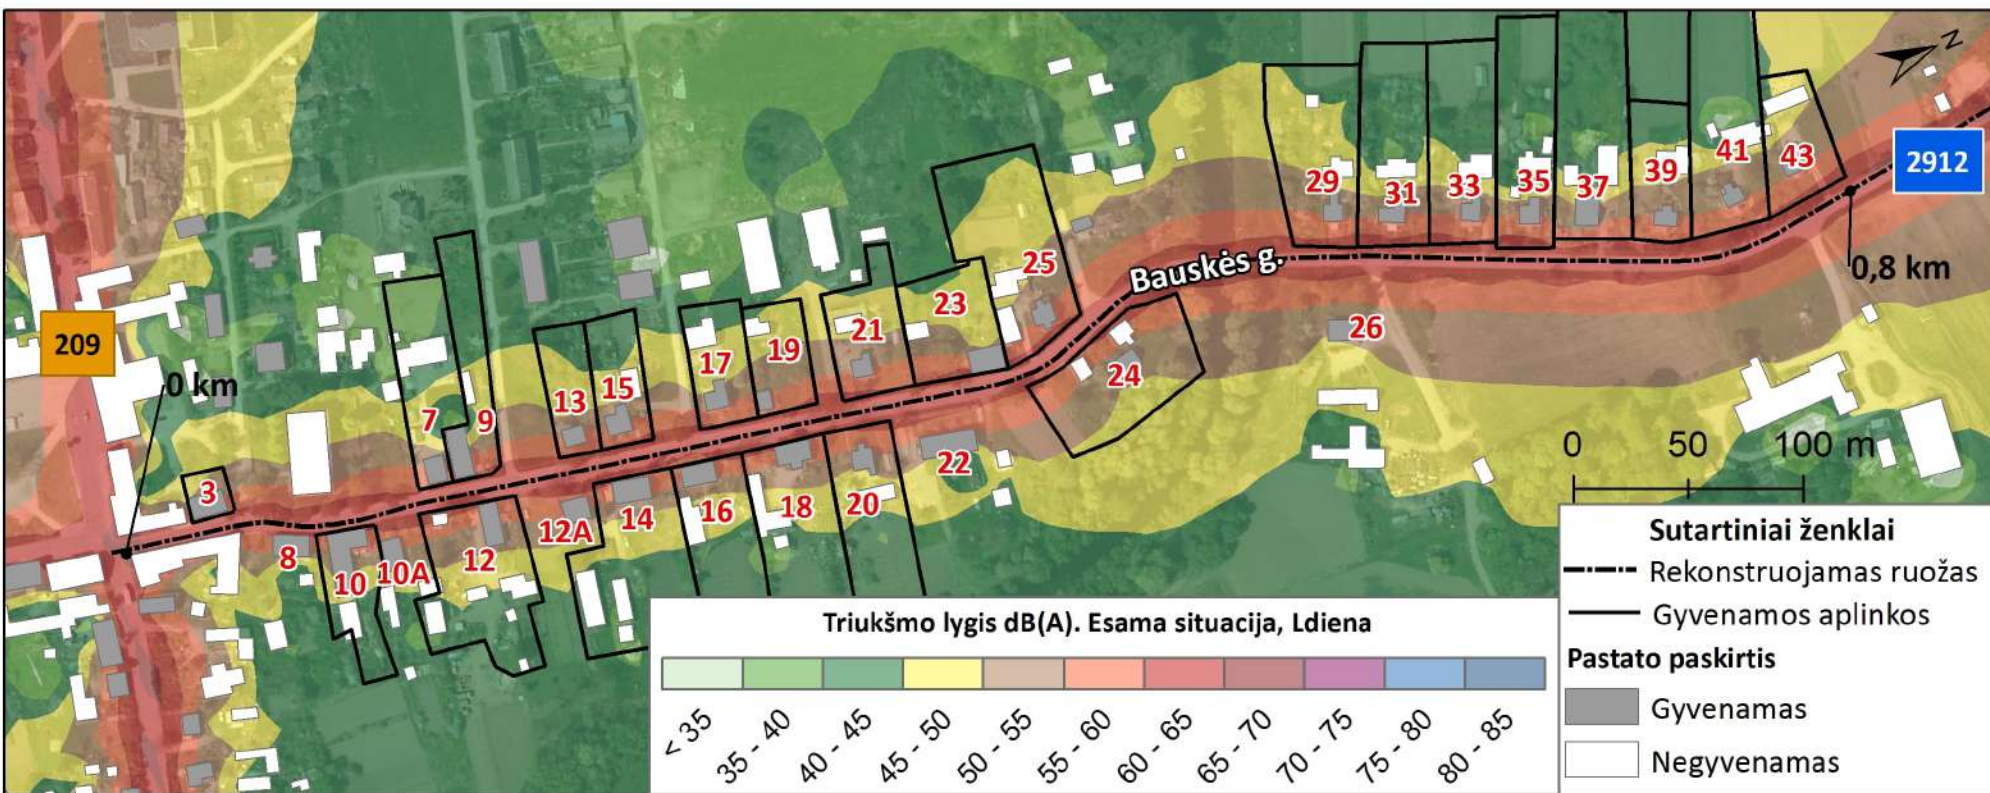 N
29
31
33
35
37
39
41
43
2912
Bauskės g.
0,8 km
25
23
21
26
24
209
0 km
17
19
13
15
7
9
3
22
20
18
16
14
12A
12
10A
10
8
0 50 100 m
Sutartiniai ženklai
Rekonstruojamas ruožas
Gyvenamos aplinkos
Pastato paskirtis
Gyvenamas
Negyvenamas
Triukšmo lygis dB(A). Esama situacija, Ldiena
< 35
35 - 40
40 - 45
45 - 50
50 - 55
55 - 60
60 - 65
65 - 70
70 - 75
75 - 80
80 - 85